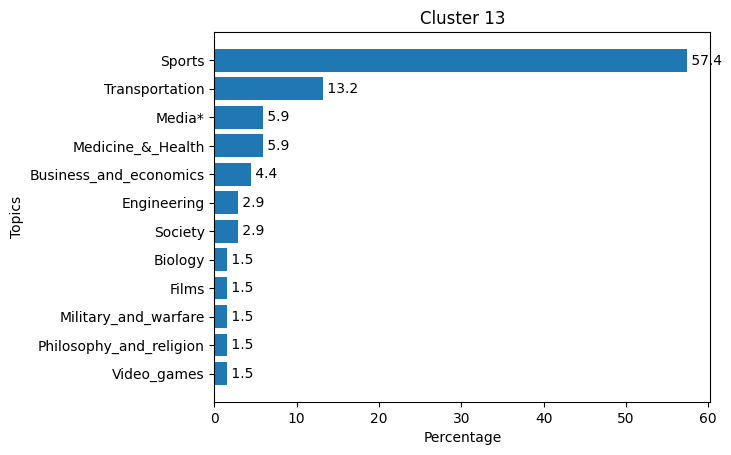 Cluster 13
Topics
Sports 57.4
Transportation 13.2
Media* 5.9
Medicine_&_Health 5.9
Business_and_economics 4.4
Engineering 2.9
Society 2.9
Biology 1.5
Films 1.5
Military_and_warfare 1.5
Philosophy_and_religion 1.5
Video_games 1.5
0 10 20 30 40 50 60
Percentage